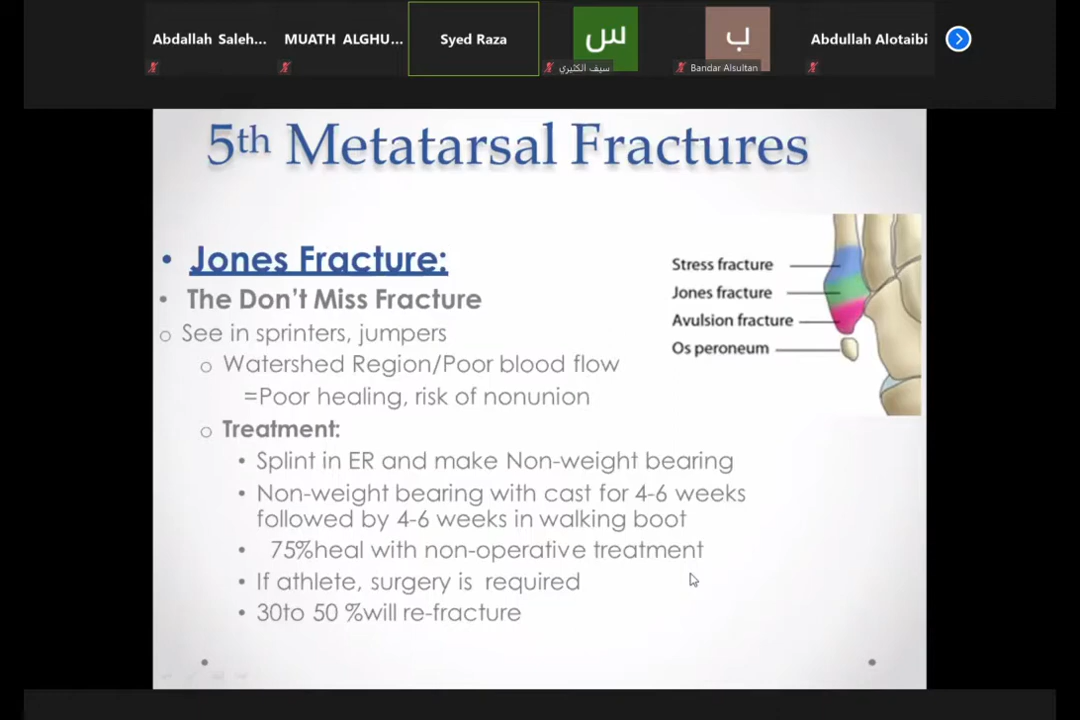 Abdallah Saleh...
MUATH ALGHU...
Syed Raza
س
ب
Abdullah Alotaibi
سيف الكثيري
Bandar Alsultan
5th Metatarsal Fractures
• Jones Fracture:
• The Don't Miss Fracture
o See in sprinters, jumpers
o Watershed Region/Poor blood flow
=Poor healing, risk of nonunion
o Treatment:
• Splint in ER and make Non-weight bearing
• Non-weight bearing with cast for 4-6 weeks
followed by 4-6 weeks in walking boot
• 75%heal with non-operative treatment
• If athlete, surgery is required
• 30to 50 %will re-fracture
Stress fracture
Jones fracture
Avulsion fracture
Os peroneum